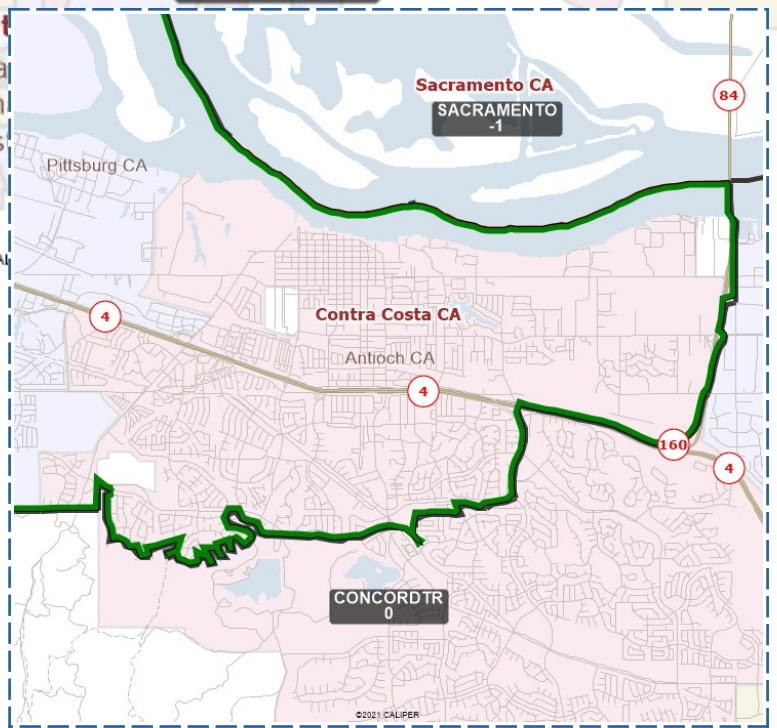 Sacramento CA
SACRAMENTO
-1
84
Pittsburg CA
4
Contra Costa CA
Antioch CA
4
160
4
CONCORDTR
0
©2021 CALIPER